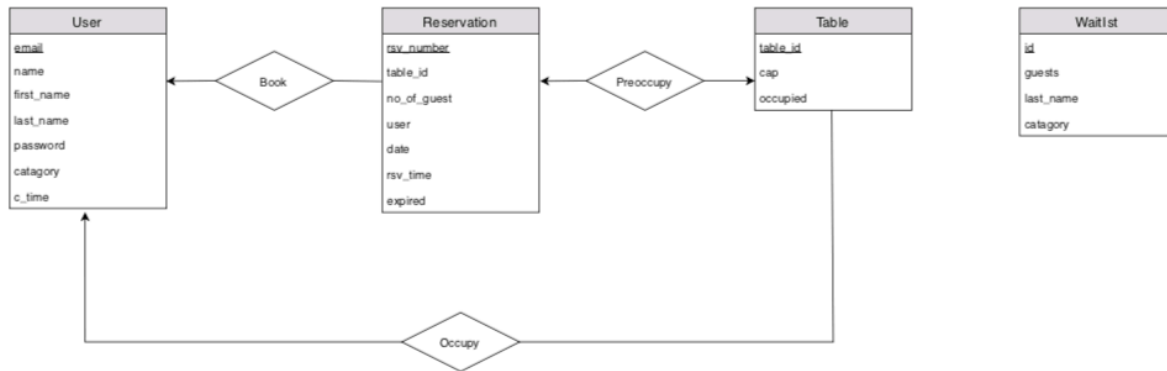 User
email
name
first_name
last_name
password
catagory
c_time
Book
Reservation
rsv_number
table_id
no_of_guest
user
date
rsv_time
expired
Preoccupy
Table
table_id
cap
occupied
Waitlst
id
guests
last_name
catagory
Occupy